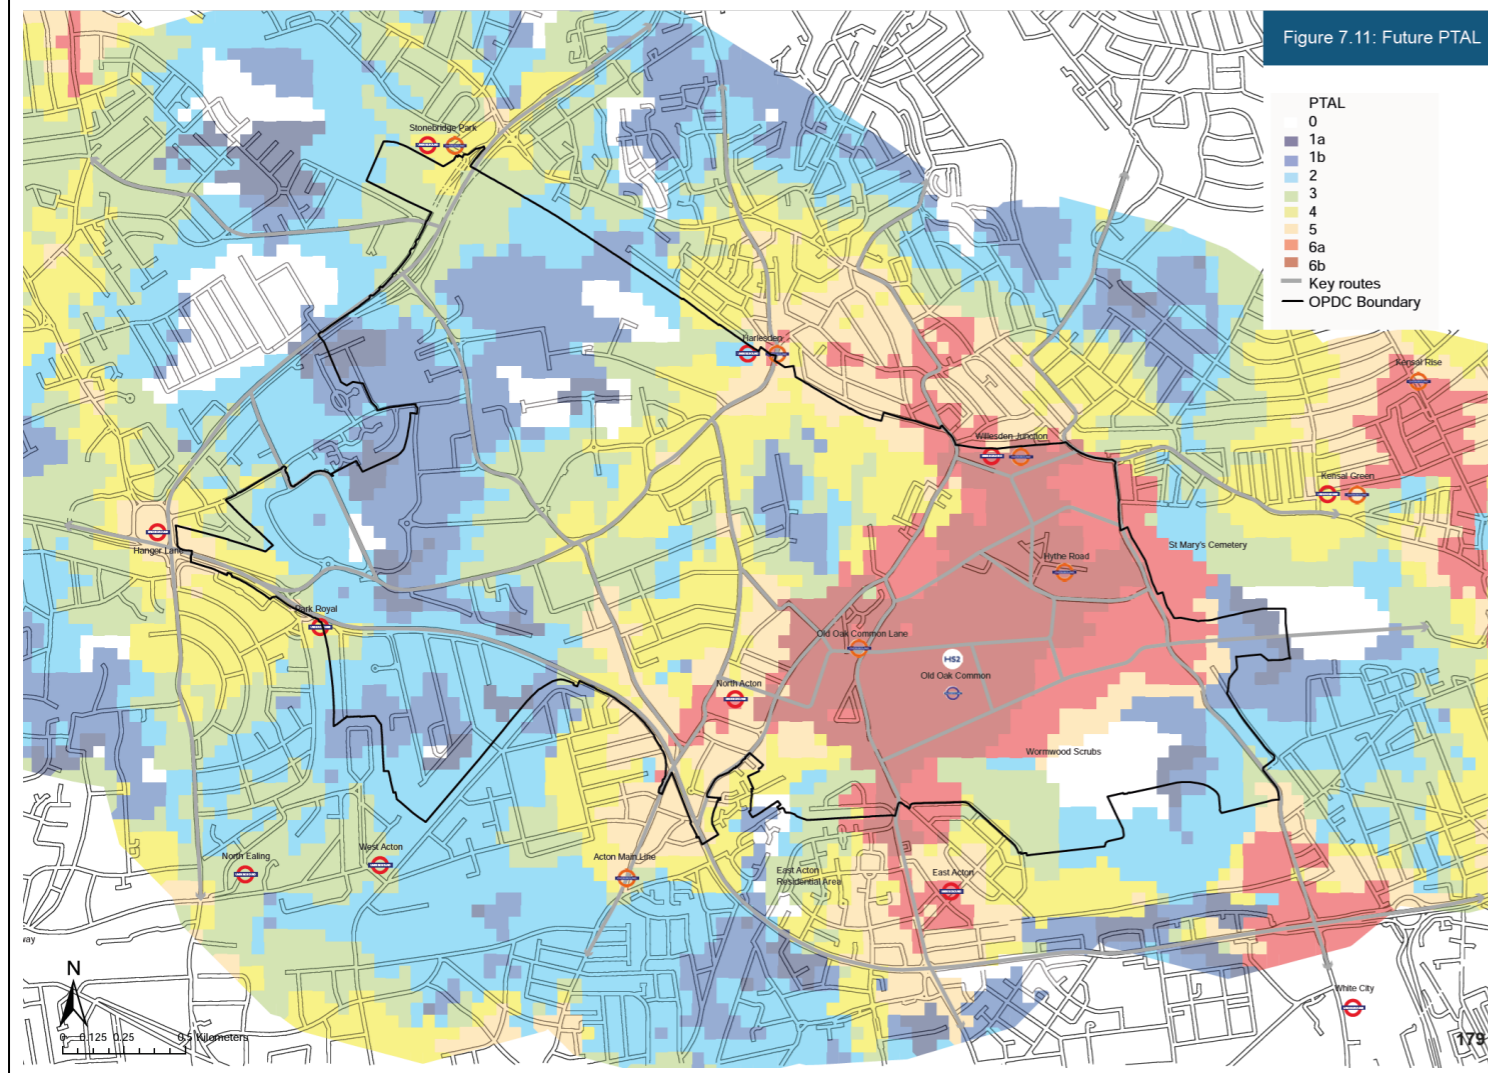 Figure 7.11: Future PTAL
PTAL
0
1a
1b
2
3
4
5
6a
6b
Key routes
OPDC Boundary
Stonebridge Park
Harlesden
Kensal Rise
Willesden Junction
Kensal Green
Hanger Lane
St Mary's Cemetery
Hythe Road
Park Royal
Old Oak Common Lane
HS2
Old Oak Common
North Acton
Wormwood Scrubs
West Acton
North Ealing
Acton Main Line
East Acton
Residential Area
East Acton
way
N
White City
0 0.125 0.25 0.5 Kilometers
179